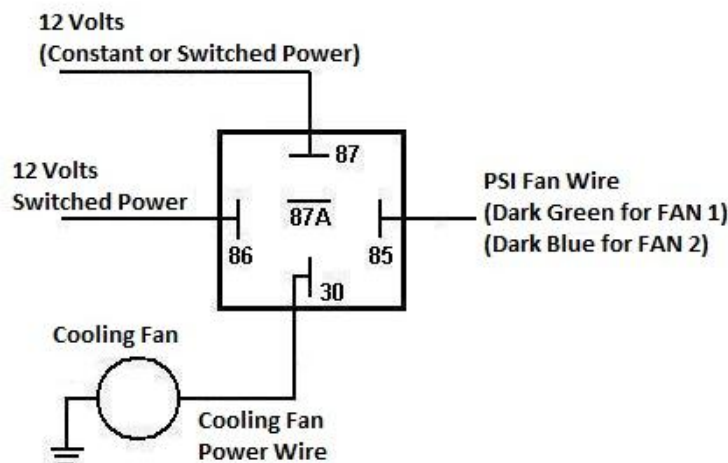 12 Volts
(Constant or Switched Power)
87
12 Volts
Switched Power
87A
PSI Fan Wire
(Dark Green for FAN 1)
(Dark Blue for FAN 2)
86
85
30
Cooling Fan
Cooling Fan
Power Wire